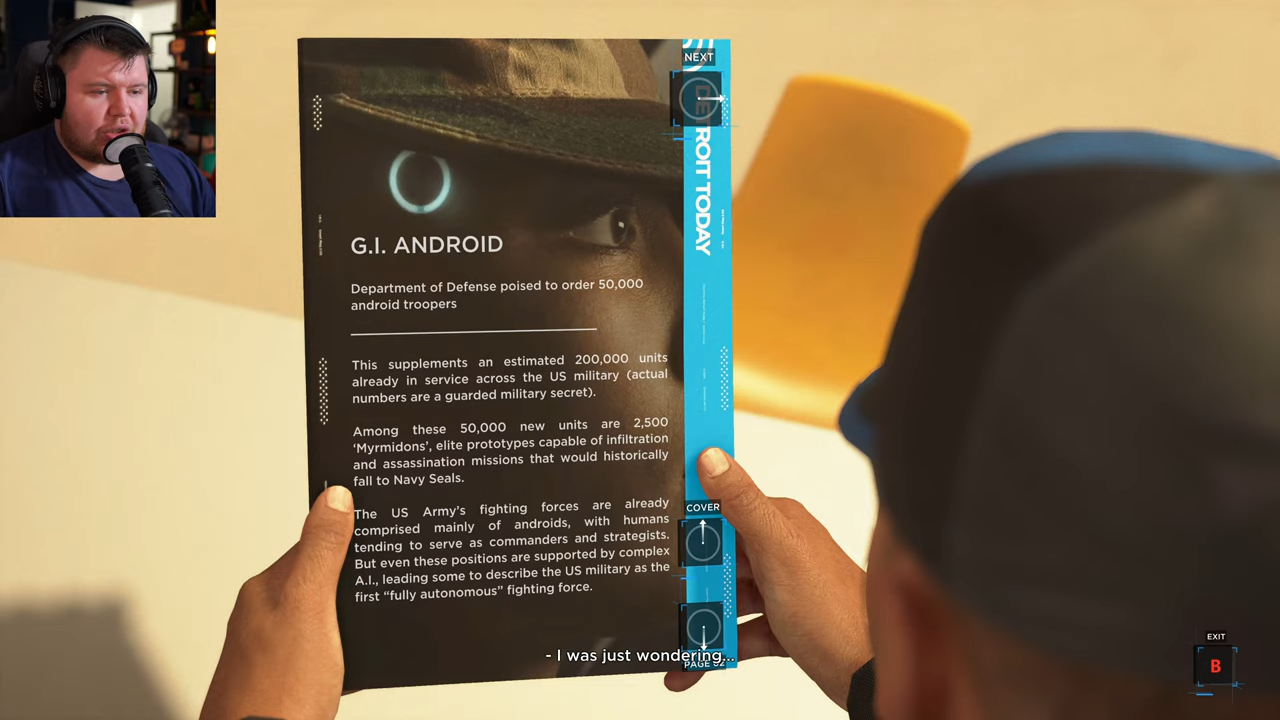 NEXT
DETROIT TODAY
G.I. ANDROID
Department of Defense poised to order 50,000
android troopers
This supplements an estimated 200,000 units
already in service across the US military (actual
numbers are a guarded military secret).
Among these 50,000 new units are 2,500
‘Myrmidons’, elite prototypes capable of infiltration
and assassination missions that would historically
fall to Navy Seals.
The US Army’s fighting forces are already
comprised mainly of androids, with humans
tending to serve as commanders and strategists.
But even these positions are supported by complex
A.I., leading some to describe the US military as the
first “fully autonomous” fighting force.
COVER
- I was just wondering...
PAGE
EXIT
B